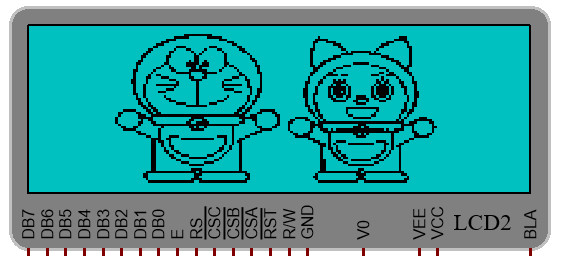 DB7 DB6 DB5 DB4 DB3 DB2 DB1 DB0 E RS CSC CSB CSA RST R/W GND V0 VEE VCC LCD2 BLA